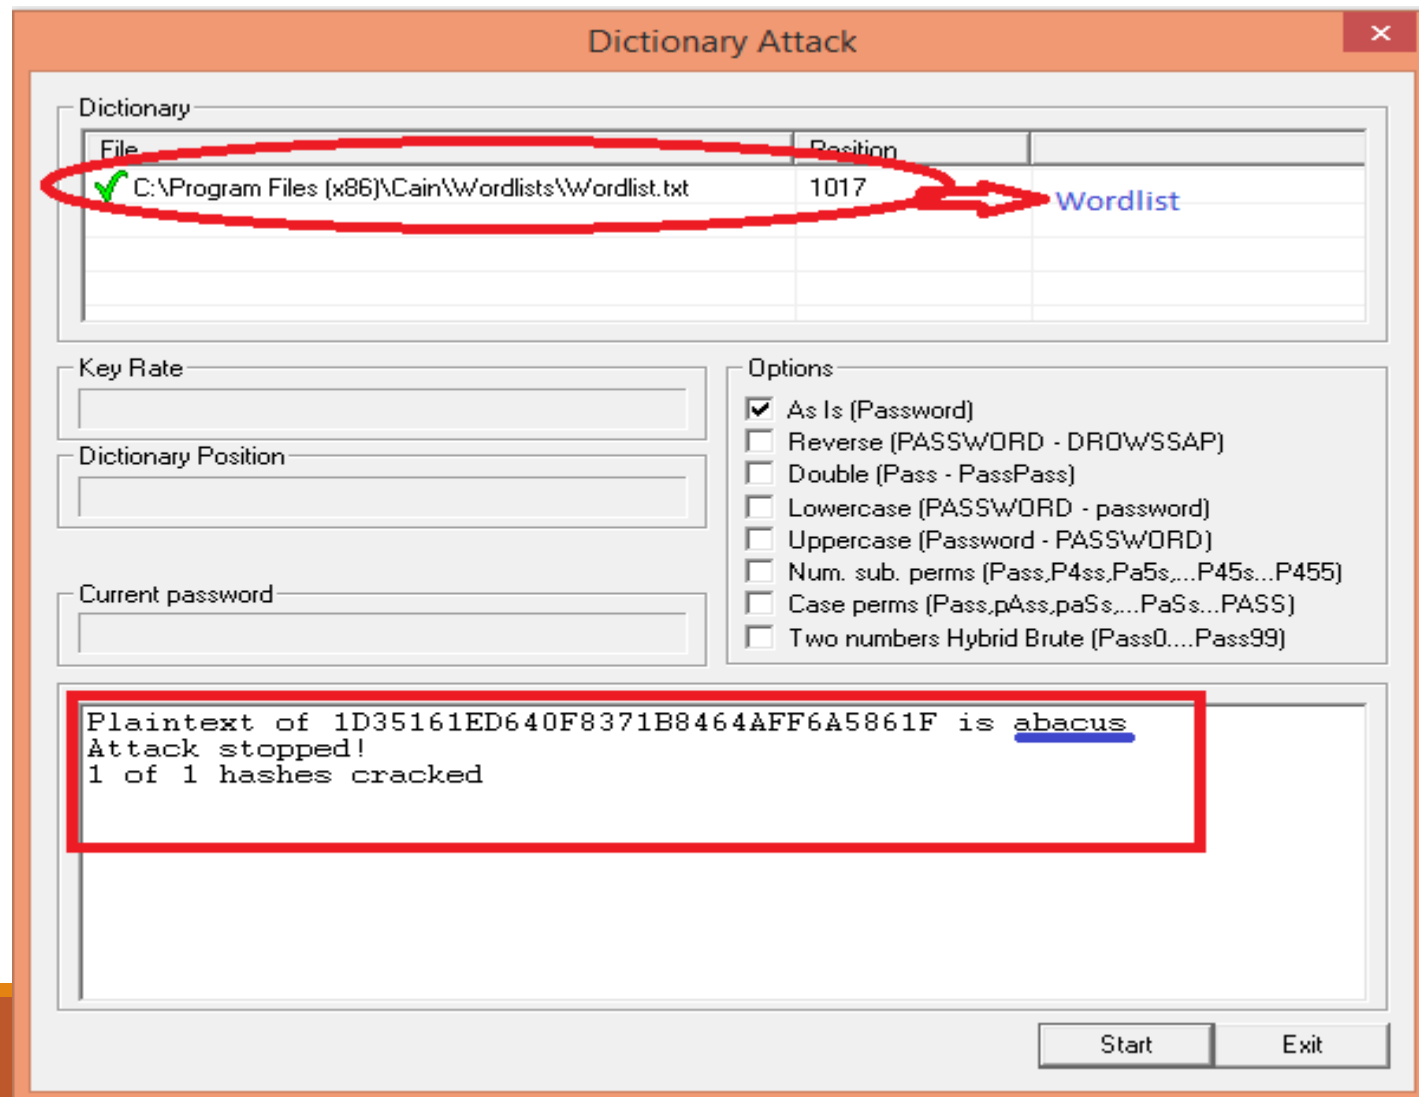 Dictionary Attack
Dictionary
File Position
C:\Program Files (x86)\Cain\Wordlists\Wordlist.txt 1017
Wordlist
Key Rate
Dictionary Position
Current password
Options
As Is (Password)
Reverse (PASSWORD - DROWSSAP)
Double (Pass - PassPass)
Lowercase (PASSWORD - password)
Uppercase (Password - PASSWORD)
Num. sub. perms (Pass,P4ss,Pa5s,...P45s...P455)
Case perms (Pass,pAss,paSs,...PaSs...PASS)
Two numbers Hybrid Brute (Pass0....Pass99)
Plaintext of 1D35161ED640F8371B8464AFF6A5861F is abacus
Attack stopped!
1 of 1 hashes cracked
Start Exit